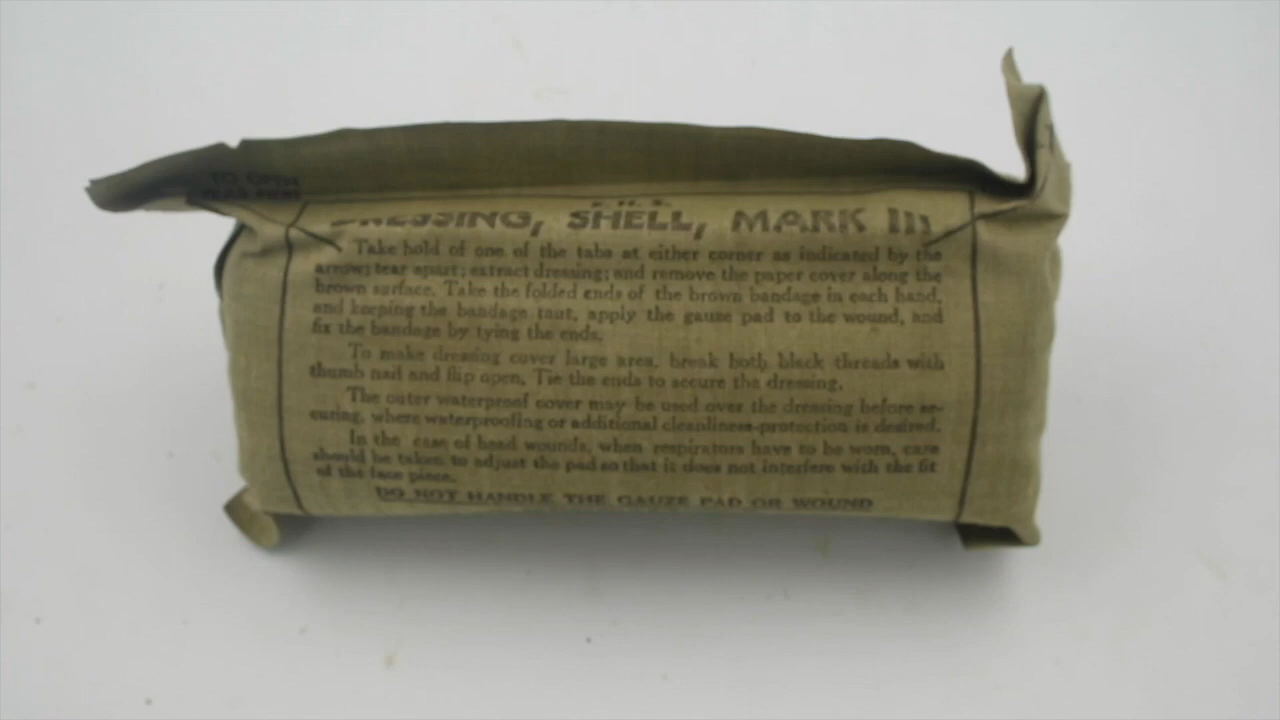 TO OPEN
DRESSING, SHELL, MARK III
Take hold of one of the tabs at either corner as indicated by the
arrow; tear apart; extract dressing; and remove the paper cover along the
brown surface. Take the folded ends of the brown bandage in each hand,
and keeping the bandage taut, apply the gauze pad to the wound, and
fix the bandage by tying the ends.
To make dressing cover large area, break both black threads with
thumb nail and flip open. Tie the ends to secure the dressing.
The outer waterproof cover may be used over the dressing before se-
curing, where waterproofing or additional cleanliness-protection is desired.
In the case of head wounds, when respirators have to be worn, care
should be taken to adjust the pad so that is does not interfere with the fit
of the face piece.
DO NOT HANDLE THE GAUZE PAD OR WOUND